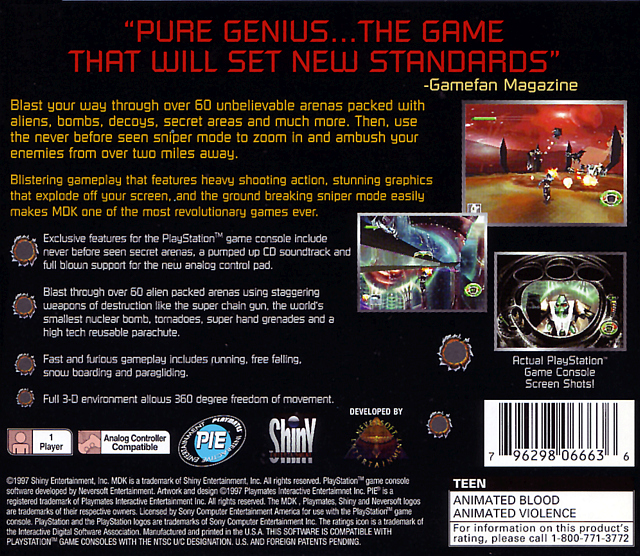 “PURE GENIUS...THE GAME
THAT WILL SET NEW STANDARDS”
-Gamefan Magazine
Blast your way through over 60 unbelievable arenas packed with
aliens, bombs, decoys, secret areas and much more. Then, use
the never before seen sniper mode to zoom in and ambush your
enemies from over two miles away.
Blistering gameplay that features heavy shooting action, stunning graphics
that explode off your screen, and the ground breaking sniper mode easily
makes MDK one of the most revolutionary games ever.
Exclusive features for the PlayStation™ game console include
never before seen secret arenas, a pumped up CD soundtrack and
full blown support for the new analog control pad.
Blast through over 60 alien packed arenas using staggering
weapons of destruction like the super chain gun, the world's
smallest nuclear bomb, tornadoes, super hand grenades and a
high tech reusable parachute.
Fast and furious gameplay includes running, free falling,
snow boarding and paragliding.
Full 3-D environment allows 360 degree freedom of movement.
Actual PlayStation™
Game Console
Screen Shots!
1
Player
Analog Controller
Compatible
PLAYMATES
INTERACTIVE
ENTERTAINMENT
PIE
Shiny
DEVELOPED BY
7 96298 06663 6
©1997 Shiny Entertainment, Inc. MDK is a trademark of Shiny Entertainment, Inc. All rights reserved. PlayStation™ game console
software developed by Neversoft Entertainment. Artwork and design ©1997 Playmates Interactive Entertainmet Inc. PIE® is a
registered trademark of Playmates Interactive Entertainment Inc. All rights reserved. The MDK , Playmates, Shiny and Neversoft logos
are trademarks of their respective owners. Licensed by Sony Computer Entertainment America for use with the PlayStation™ game
console. PlayStation and the PlayStation logos are trademarks of Sony Computer Entertainment Inc. The ratings icon is a trademark of
the Interactive Digital Software Association. Manufactured and printed in the U.S.A. THIS SOFTWARE IS COMPATIBLE WITH
PLAYSTATION™ GAME CONSOLES WITH THE NTSC U/C DESIGNATION. U.S. AND FOREIGN PATENTS PENDING.
TEEN
ANIMATED BLOOD
ANIMATED VIOLENCE
For information on this product's
rating, please call 1-800-771-3772